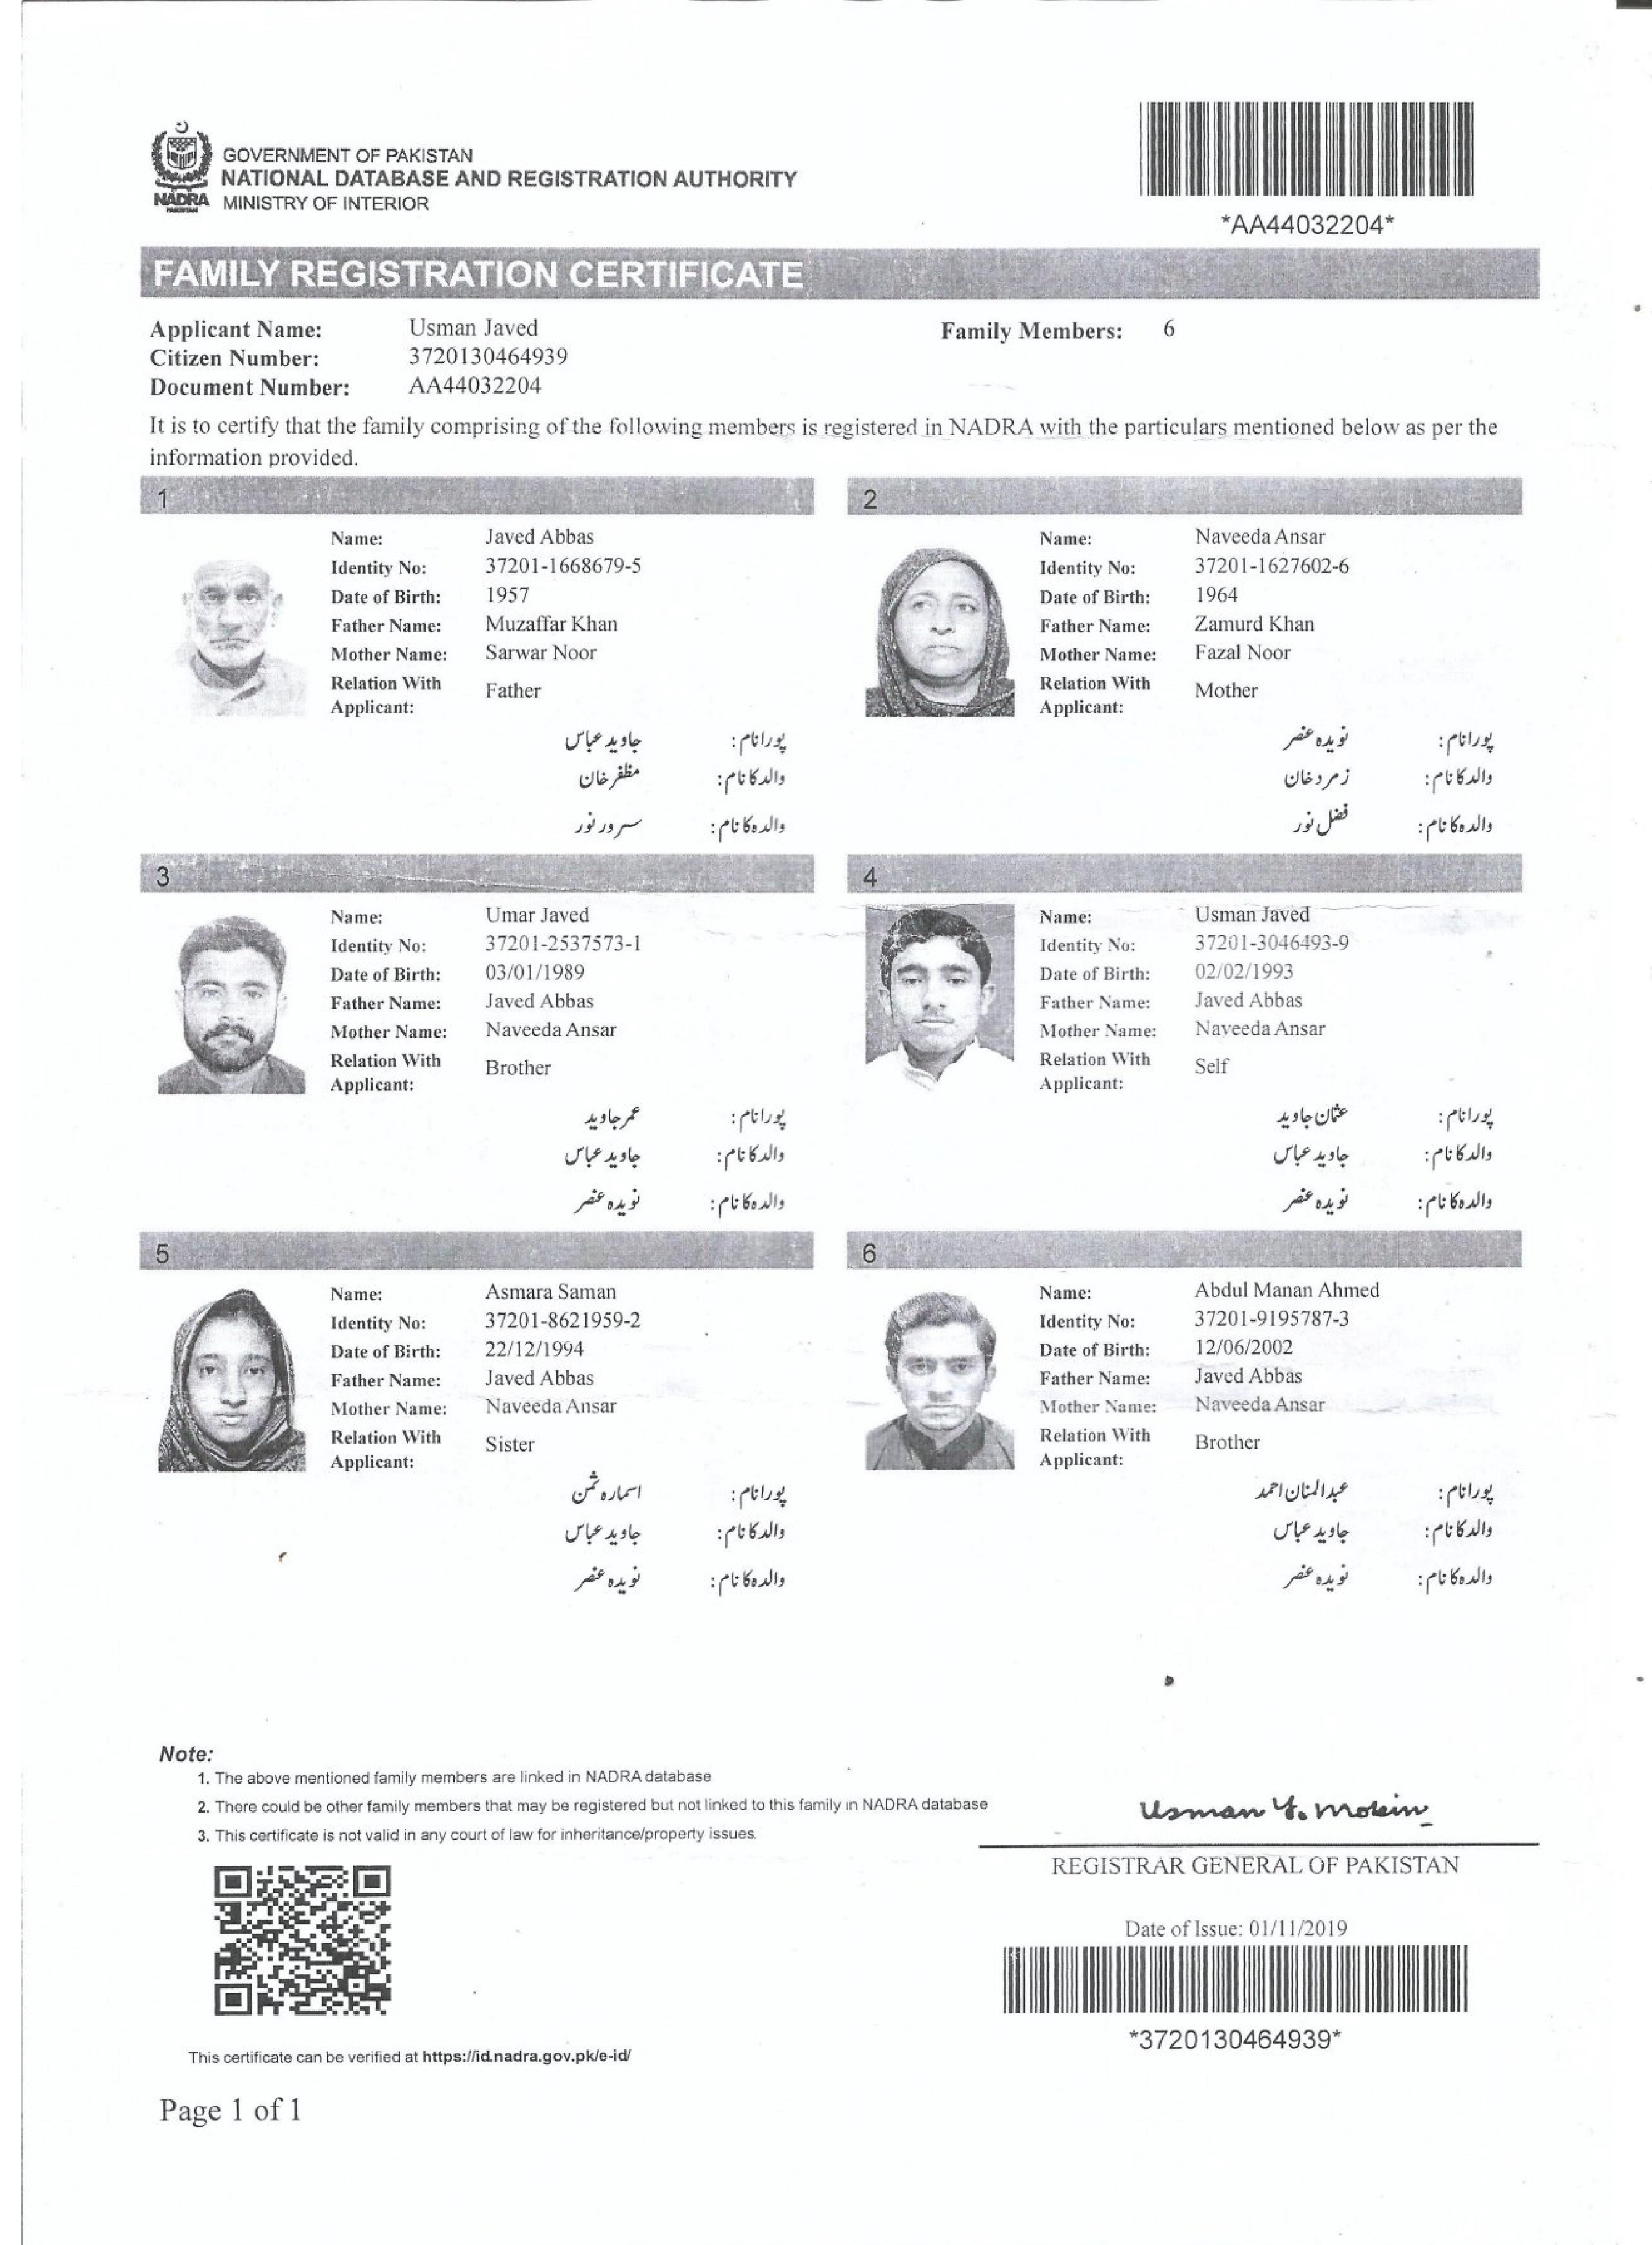 GOVERNMENT OF PAKISTAN
NATIONAL DATABASE AND REGISTRATION AUTHORITY
NADRA MINISTRY OF INTERIOR
*AA44032204*
FAMILY REGISTRATION CERTIFICATE
Applicant Name: Usman Javed Family Members: 6
Citizen Number: 3720130464939
Document Number: AA44032204
It is to certify that the family comprising of the following members is registered in NADRA with the particulars mentioned below as per the
information provided.
1
Name: Javed Abbas
Identity No: 37201-1668679-5
Date of Birth: 1957
Father Name: Muzaffar Khan
Mother Name: Sarwar Noor
Relation With
Applicant: Father
پورا نام: جاوید عباس
والد کا نام: مظفر خان
والدہ کا نام: سرور نور
2
Name: Naveeda Ansar
Identity No: 37201-1627602-6
Date of Birth: 1964
Father Name: Zamurd Khan
Mother Name: Fazal Noor
Relation With
Applicant: Mother
پورا نام: نویدہ عنصر
والد کا نام: زمرد خان
والدہ کا نام: فضل نور
3
Name: Umar Javed
Identity No: 37201-2537573-1
Date of Birth: 03/01/1989
Father Name: Javed Abbas
Mother Name: Naveeda Ansar
Relation With
Applicant: Brother
پورا نام: عمر جاوید
والد کا نام: جاوید عباس
والدہ کا نام: نویدہ عنصر
4
Name: Usman Javed
Identity No: 37201-3046493-9
Date of Birth: 02/02/1993
Father Name: Javed Abbas
Mother Name: Naveeda Ansar
Relation With
Applicant: Self
پورا نام: عثمان جاوید
والد کا نام: جاوید عباس
والدہ کا نام: نویدہ عنصر
5
Name: Asmara Saman
Identity No: 37201-8621959-2
Date of Birth: 22/12/1994
Father Name: Javed Abbas
Mother Name: Naveeda Ansar
Relation With
Applicant: Sister
پورا نام: اسمارہ ثمن
والد کا نام: جاوید عباس
والدہ کا نام: نویدہ عنصر
6
Name: Abdul Manan Ahmed
Identity No: 37201-9195787-3
Date of Birth: 12/06/2002
Father Name: Javed Abbas
Mother Name: Naveeda Ansar
Relation With
Applicant: Brother
پورا نام: عبدالمنان احمد
والد کا نام: جاوید عباس
والدہ کا نام: نویدہ عنصر
Note:
1. The above mentioned family members are linked in NADRA database
2. There could be other family members that may be registered but not linked to this family in NADRA database
3. This certificate is not valid in any court of law for inheritance/property issues.
Usman Y. Mobin
REGISTRAR GENERAL OF PAKISTAN
Date of Issue: 01/11/2019
*3720130464939*
This certificate can be verified at https://id.nadra.gov.pk/e-id/
Page 1 of 1